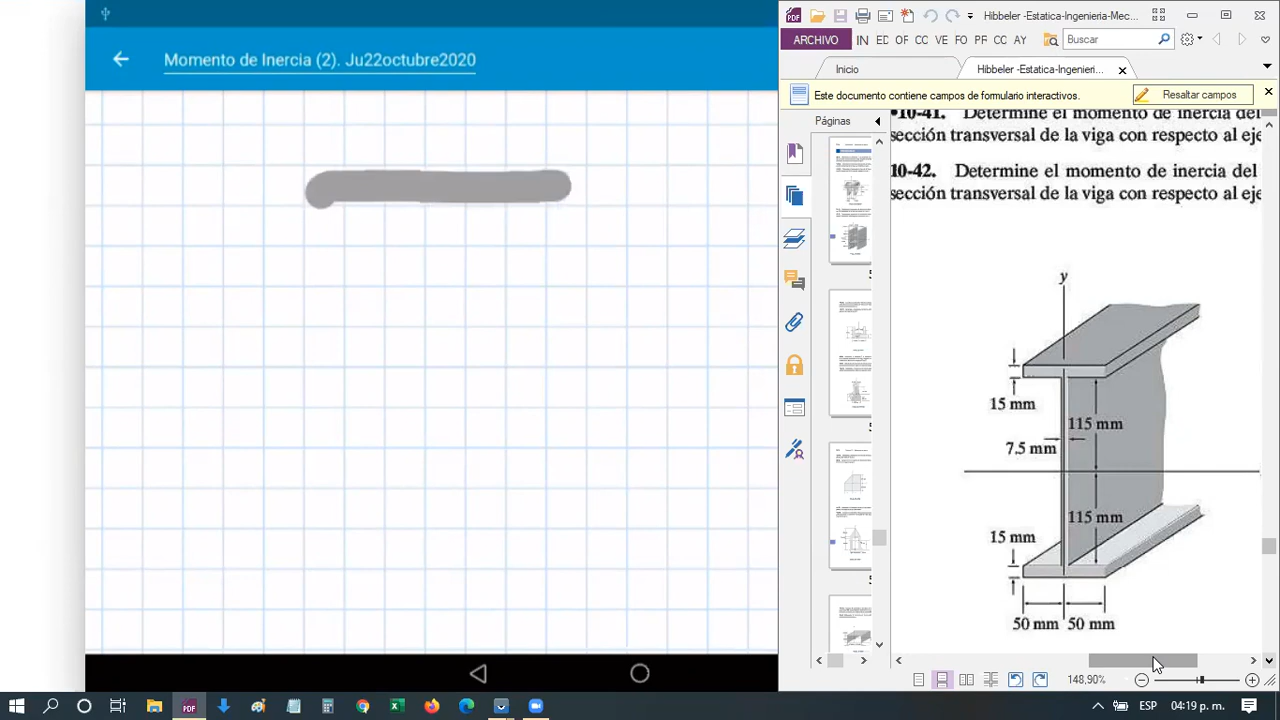 Momento de Inercia (2). Ju22octubre2020
Hibbeler -Estatica-Ingenieria-Mec...
ARCHIVO IN ED OF CO VE FO PF CO AY Buscar
Inicio
Hibbeler -Estatica-Ingenieri...
Este documento contiene campos de formulario interactivos.
Resaltar campos
Páginas
•10-41. Determine el momento de inercia del
sección transversal de la viga con respecto al eje
10-42. Determine el momento de inercia del
sección transversal de la viga con respecto al eje
y
15 mm
115 mm
7.5 mm
115 mm
15 mm
50 mm
50 mm
148,90%
ESP
04:19 p. m.